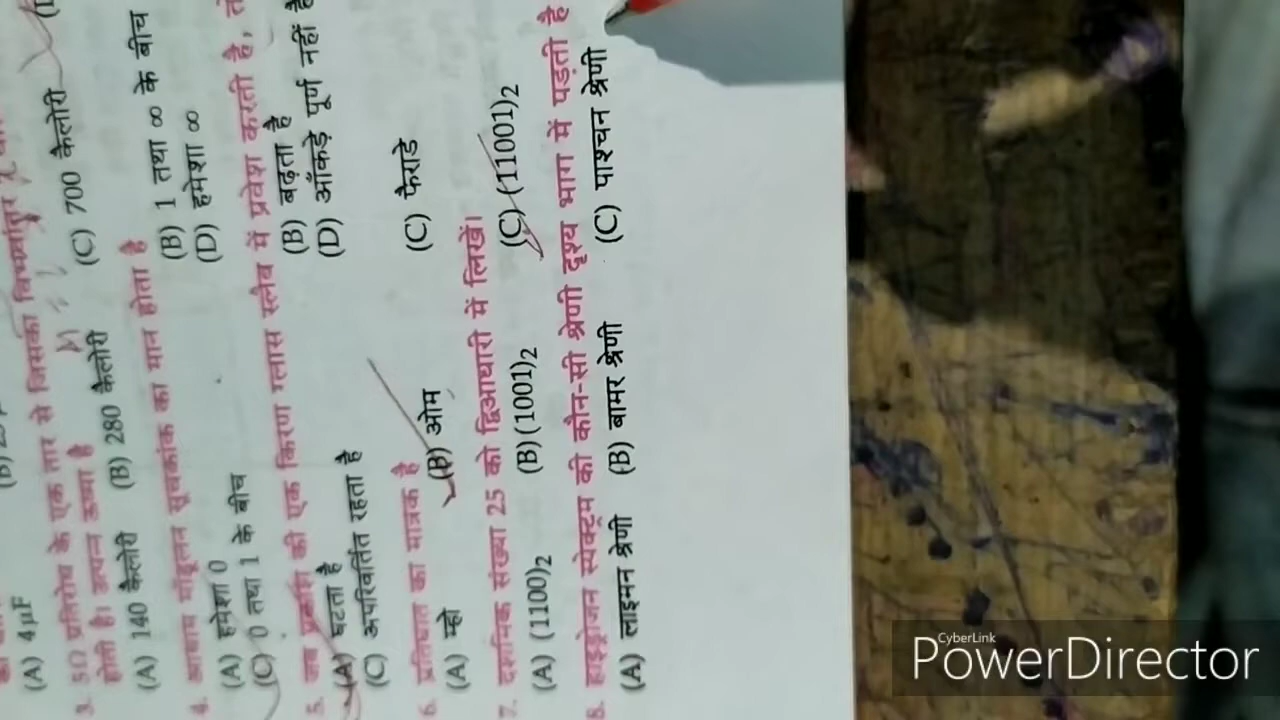 (A) 4μF
3. 5Ω प्रतिरोध के एक तार से जिसका विभवांतर
होती है। उत्पन्न ऊष्मा है
(A) 140 कैलोरी (B) 280 कैलोरी (C) 700 कैलोरी
4. आयाम मॉडुलन सूचकांक का मान होता है
(A) हमेशा 0 (B) 1 तथा ∞ के बीच
(C) 0 तथा 1 के बीच (D) हमेशा ∞
5. जब प्रकाश की एक किरण ग्लास स्लैब में प्रवेश करती है,
(A) घटता है (B) बढ़ता है
(C) अपरिवर्तित रहता है (D) आँकड़े पूर्ण नहीं है
6. प्रतिघात का मात्रक है
(A) म्हो (B) ओम (C) फैराडे
7. दशमिक संख्या 25 को द्विआधारी में लिखें।
(A) (1100)2 (B) (1001)2 (C) (11001)2
8. हाइड्रोजन स्पेक्ट्रम की कौन-सी श्रेणी दृश्य भाग में पड़ती है
(A) लाइमन श्रेणी (B) बामर श्रेणी (C) पाश्चन श्रेणी
CyberLink
PowerDirector